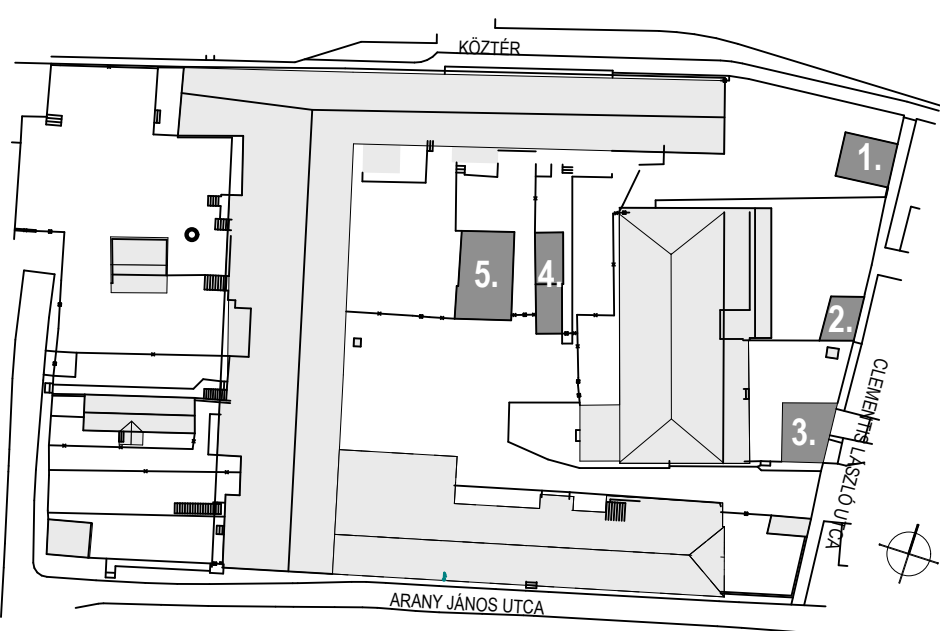 KÖZTÉR
1.
5.
4.
2.
3.
CLEMENTIS LÁSZLÓ UTCA
ARANY JÁNOS UTCA